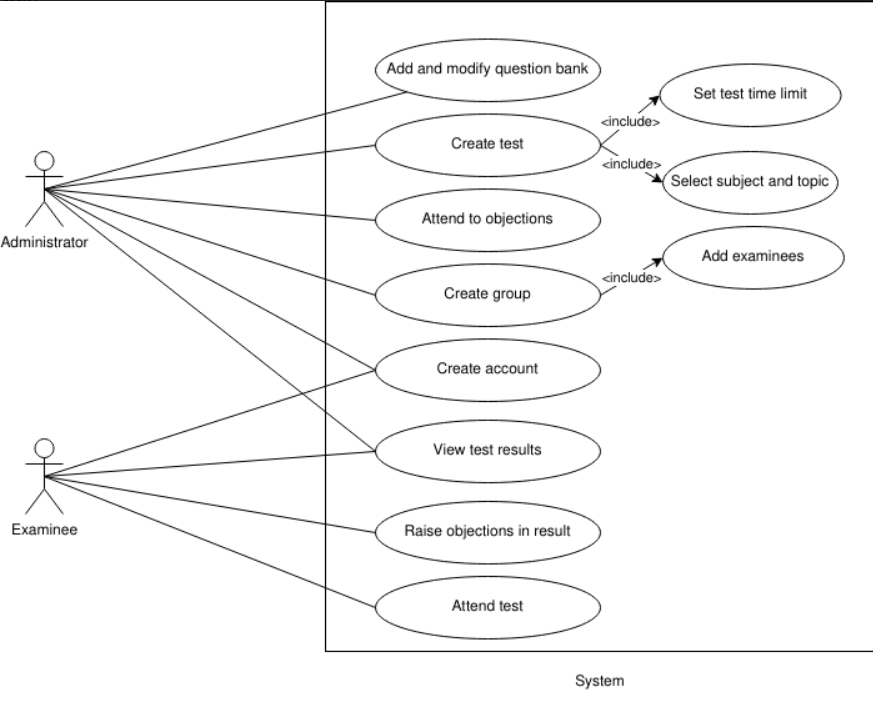 Add and modify question bank
Set test time limit
<include>
Create test
<include>
Select subject and topic
Administrator
Attend to objections
Add examinees
<include>
Create group
Create account
View test results
Examinee
Raise objections in result
Attend test
System